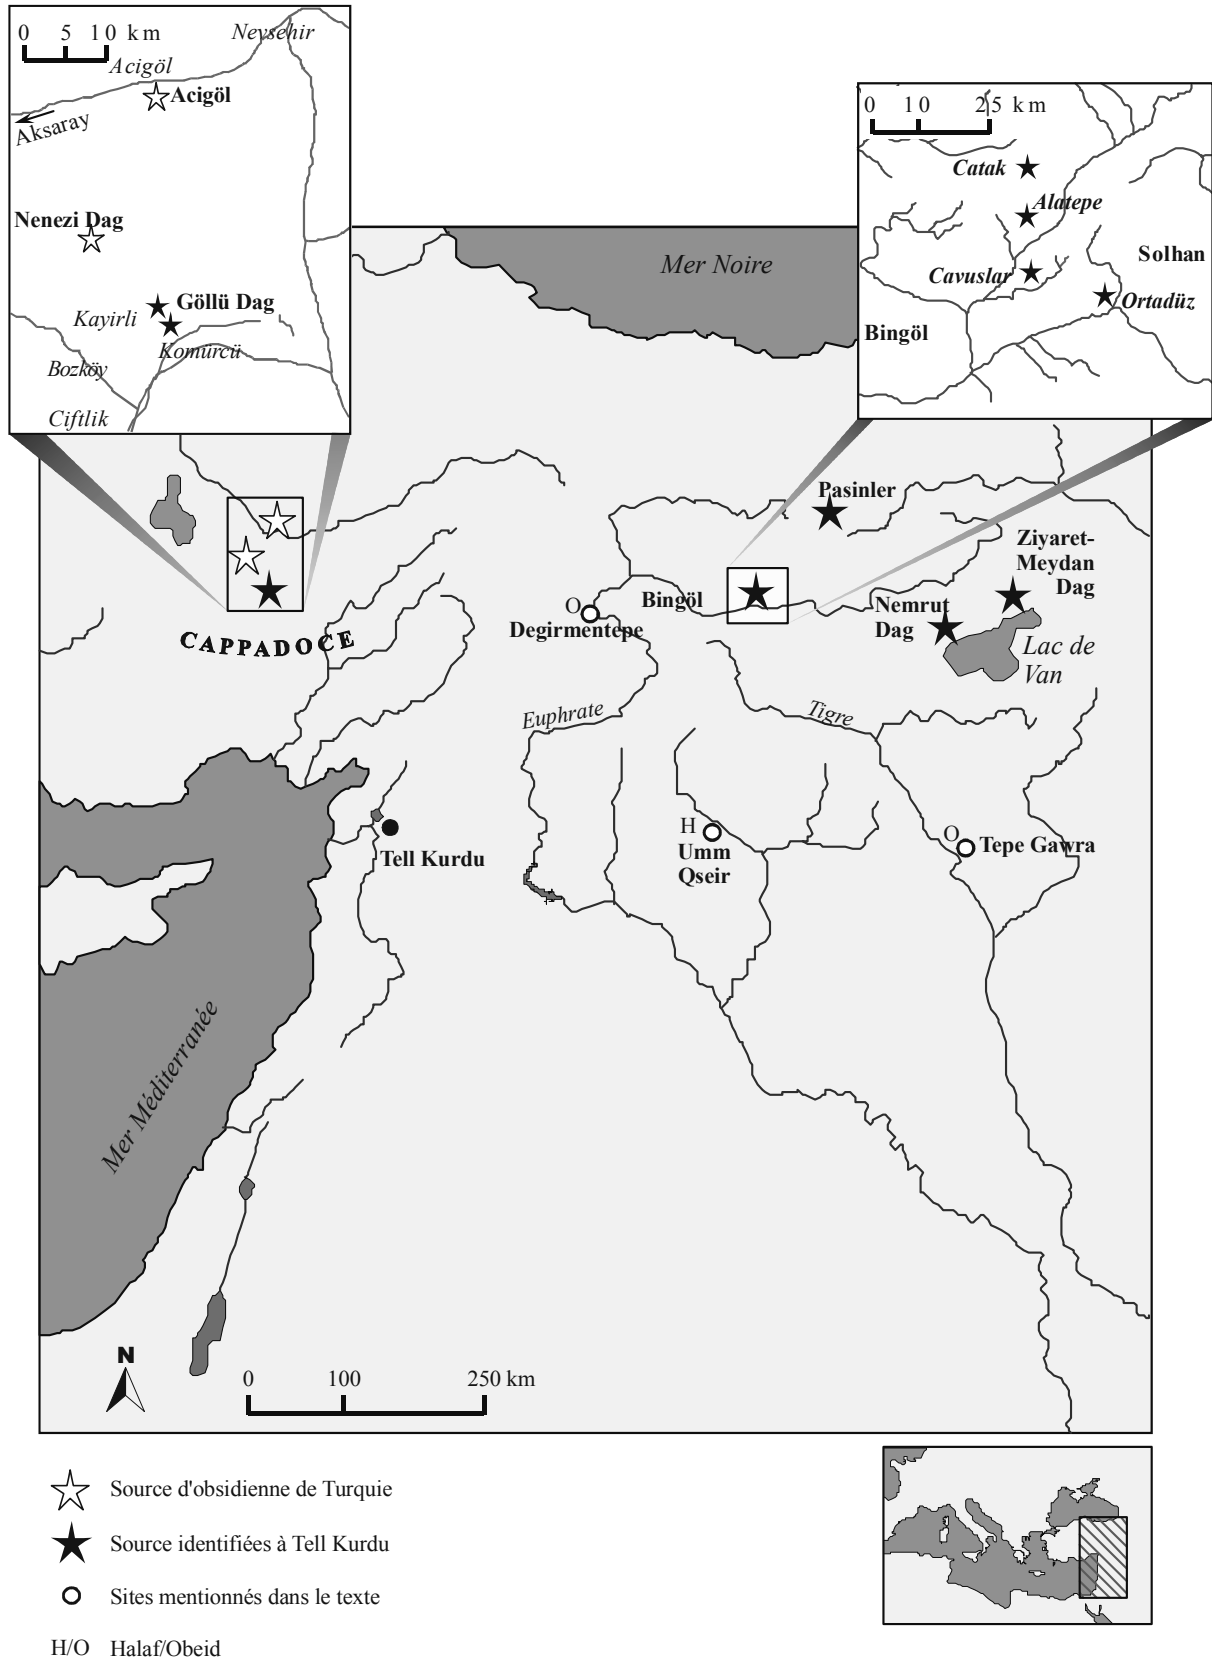 0 5 10 km
Nevsehir
Acigöl
Acigöl
Aksaray
Nenezi Dag
Göllü Dag
Kayirli
Komürcü
Bozköy
Ciftlik
0 10 25 km
Catak
Alatepe
Solhan
Cavuslar
Ortadüz
Bingöl
Mer Noire
Pasinler
Ziyaret-
Meydan
Dag
Bingöl
Nemrut
Dag
O
Degirmentepe
CAPPADOCE
Lac de
Van
Euphrate
Tigre
H
Umm
Qseir
O
Tepe Gawra
Tell Kurdu
Mer Méditerranée
N
0 100 250 km
Source d'obsidienne de Turquie
Source identifiées à Tell Kurdu
Sites mentionnés dans le texte
H/O Halaf/Obeid